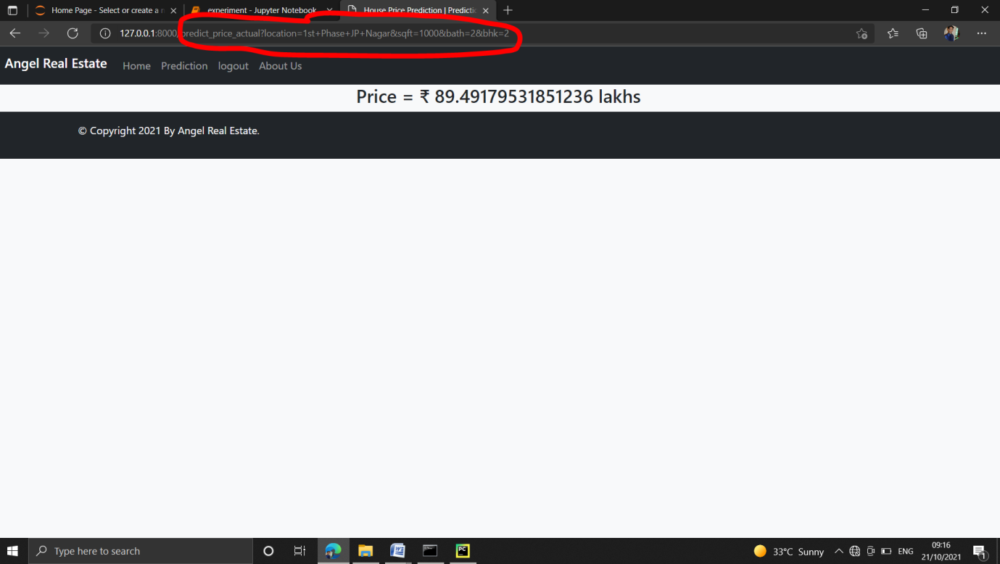 Home Page - Select or create a n
experiment - Jupyter Notebook
House Price Prediction | Predictio
127.0.0.1:8000/predict_price_actual?location=1st+Phase+JP+Nagar&sqft=1000&bath=2&bhk=2
Angel Real Estate Home Prediction logout About Us
Price = ₹ 89.49179531851236 lakhs
© Copyright 2021 By Angel Real Estate.
Type here to search
PC
33°C Sunny
ENG
09:16
21/10/2021
1